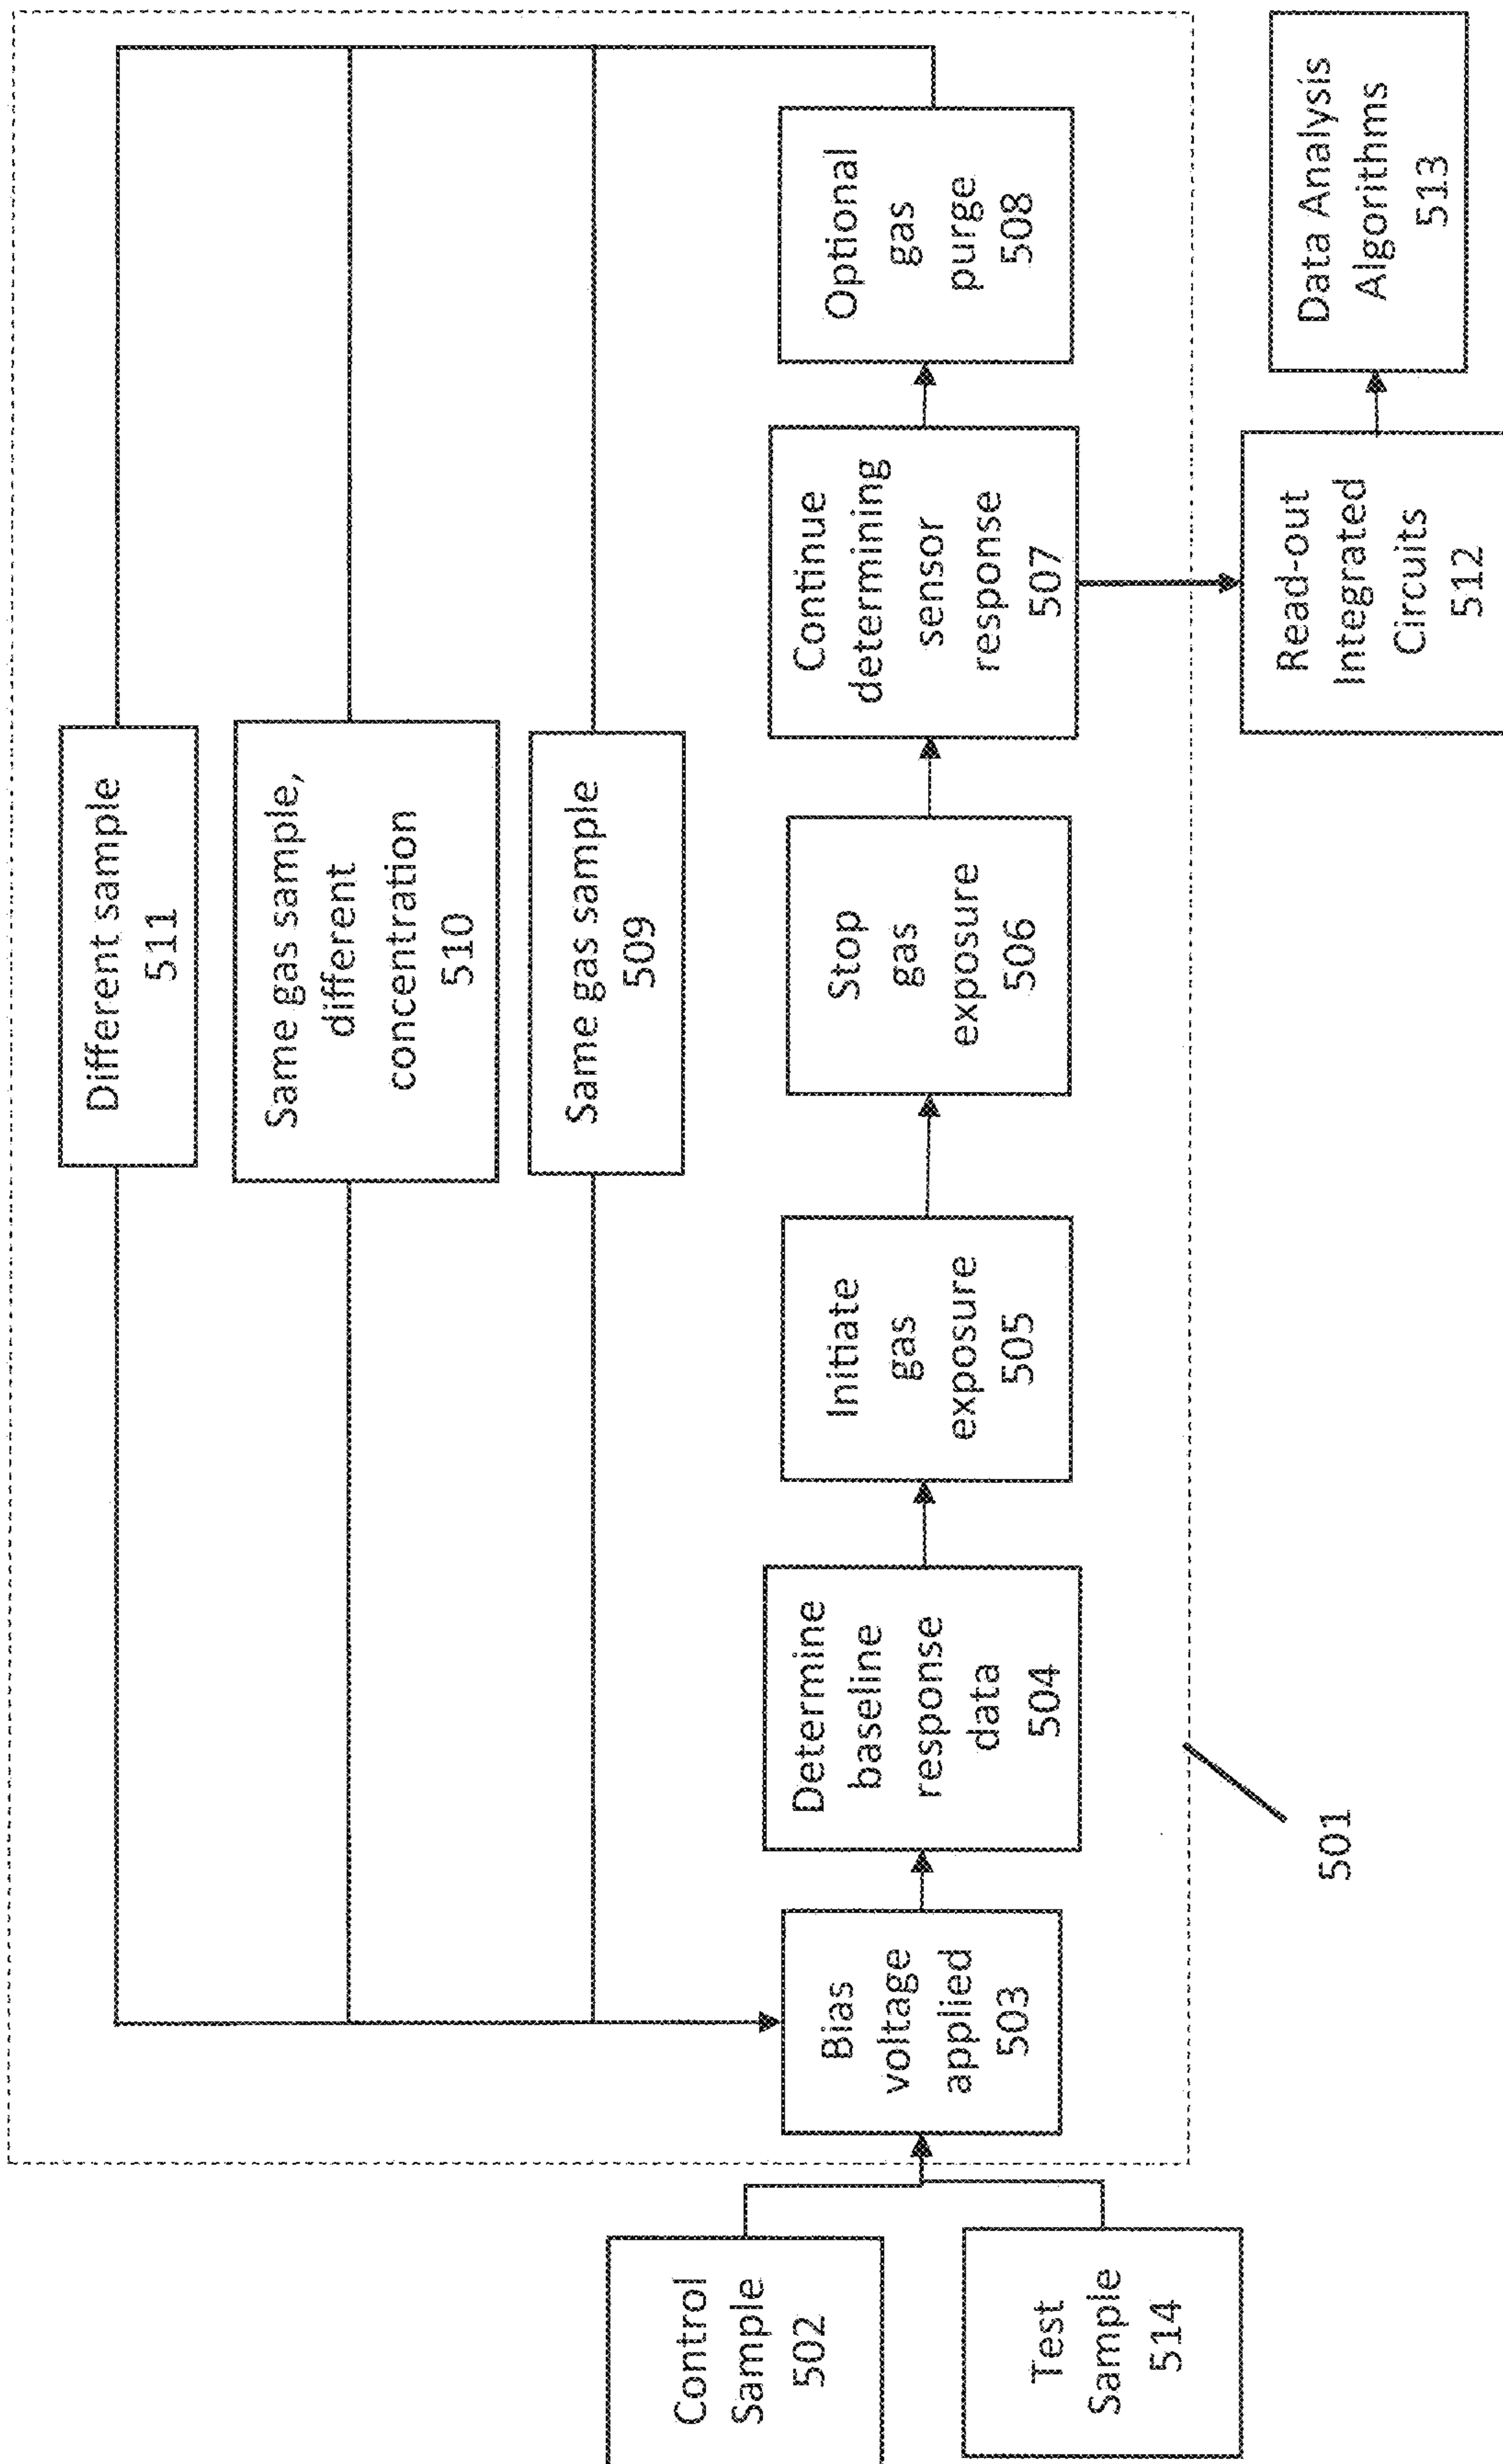 Different sample
511
Same gas sample,
different
concentration
510
Same gas sample
509
Control
Sample
502
Test
Sample
514
Bias
voltage
applied
503
Determine
baseline
response
data
504
Initiate
gas
exposure
505
Stop
gas
exposure
506
Continue
determining
sensor
response
507
Optional
gas
purge
508
501
Read-out
Integrated
Circuits
512
Data Analysis
Algorithms
513